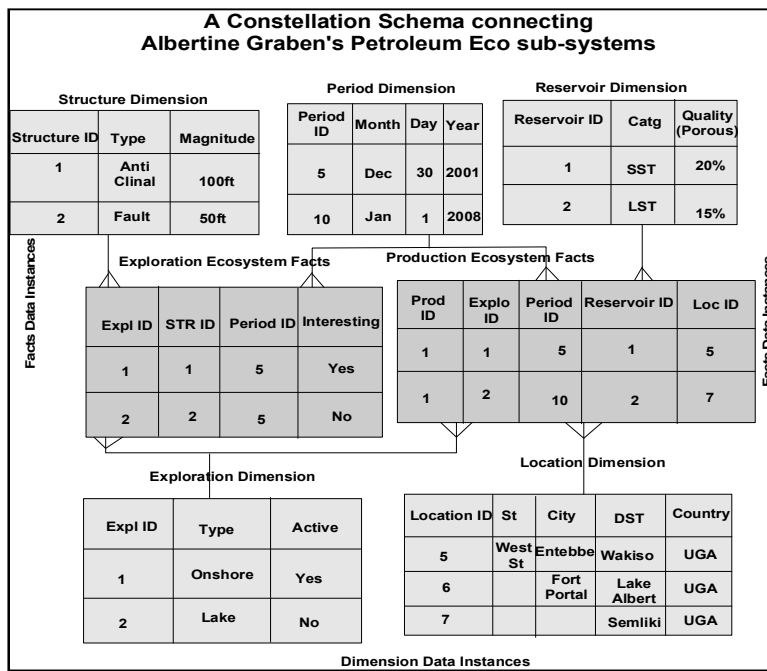 A Constellation Schema connecting
Albertine Graben's Petroleum Eco sub-systems
Structure Dimension
Structure ID Type Magnitude
1 Anti Clinal 100ft
2 Fault 50ft
Period Dimension
Period ID Month Day Year
5 Dec 30 2001
10 Jan 1 2008
Reservoir Dimension
Reservoir ID Catg Quality (Porous)
1 SST 20%
2 LST 15%
Facts Data Instances
Exploration Ecosystem Facts
Expl ID STR ID Period ID Interesting
1 1 5 Yes
2 2 5 No
Production Ecosystem Facts
Prod ID Explo ID Period ID Reservoir ID Loc ID
1 1 5 1 5
1 2 10 2 7
Facts Data Instances
Exploration Dimension
Expl ID Type Active
1 Onshore Yes
2 Lake No
Location Dimension
Location ID St City DST Country
5 West St Entebbe Wakiso UGA
6 Fort Portal Lake Albert UGA
7 Semliki UGA
Dimension Data Instances